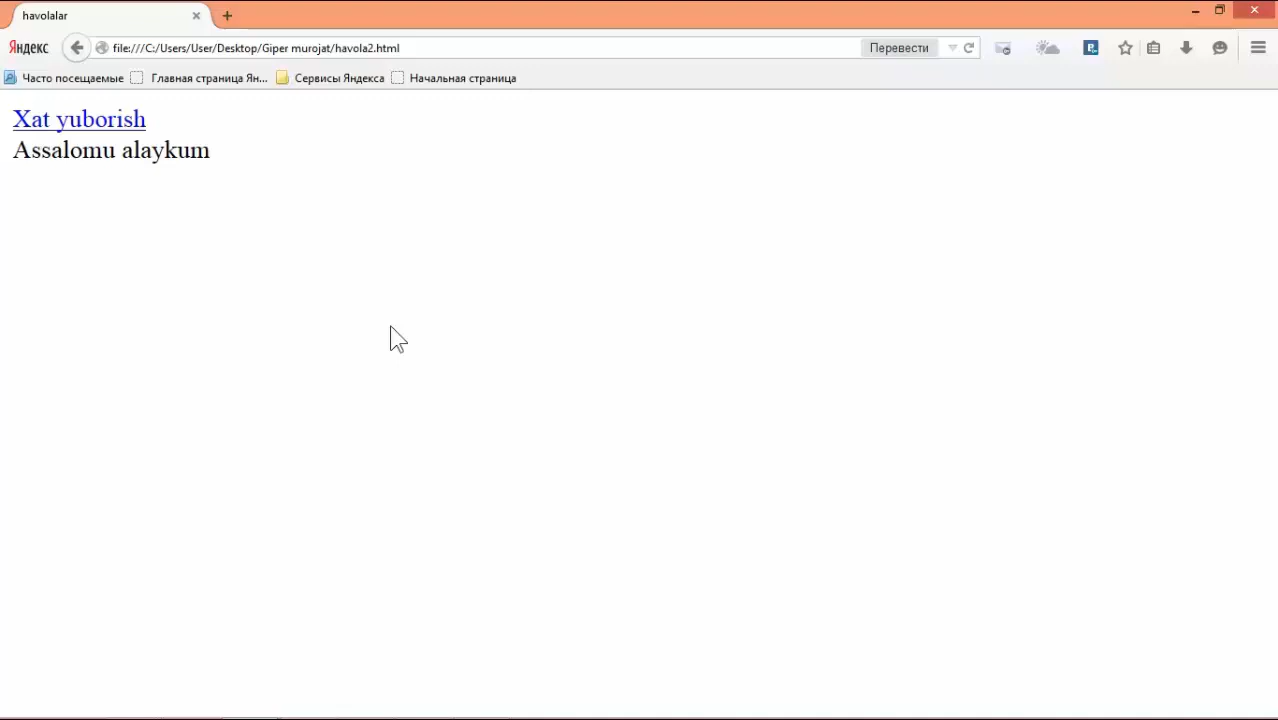 havolalar
Яндекс
file:///C:/Users/User/Desktop/Giper murojat/havola2.html
Перевести
Часто посещаемые
Главная страница Ян...
Сервисы Яндекса
Начальная страница
Xat yuborish
Assalomu alaykum